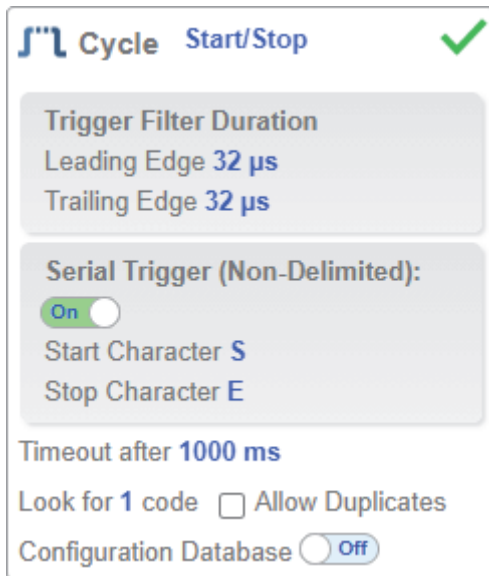 Cycle Start/Stop
Trigger Filter Duration
Leading Edge 32 µs
Trailing Edge 32 µs
Serial Trigger (Non-Delimited):
On
Start Character S
Stop Character E
Timeout after 1000 ms
Look for 1 code Allow Duplicates
Configuration Database Off